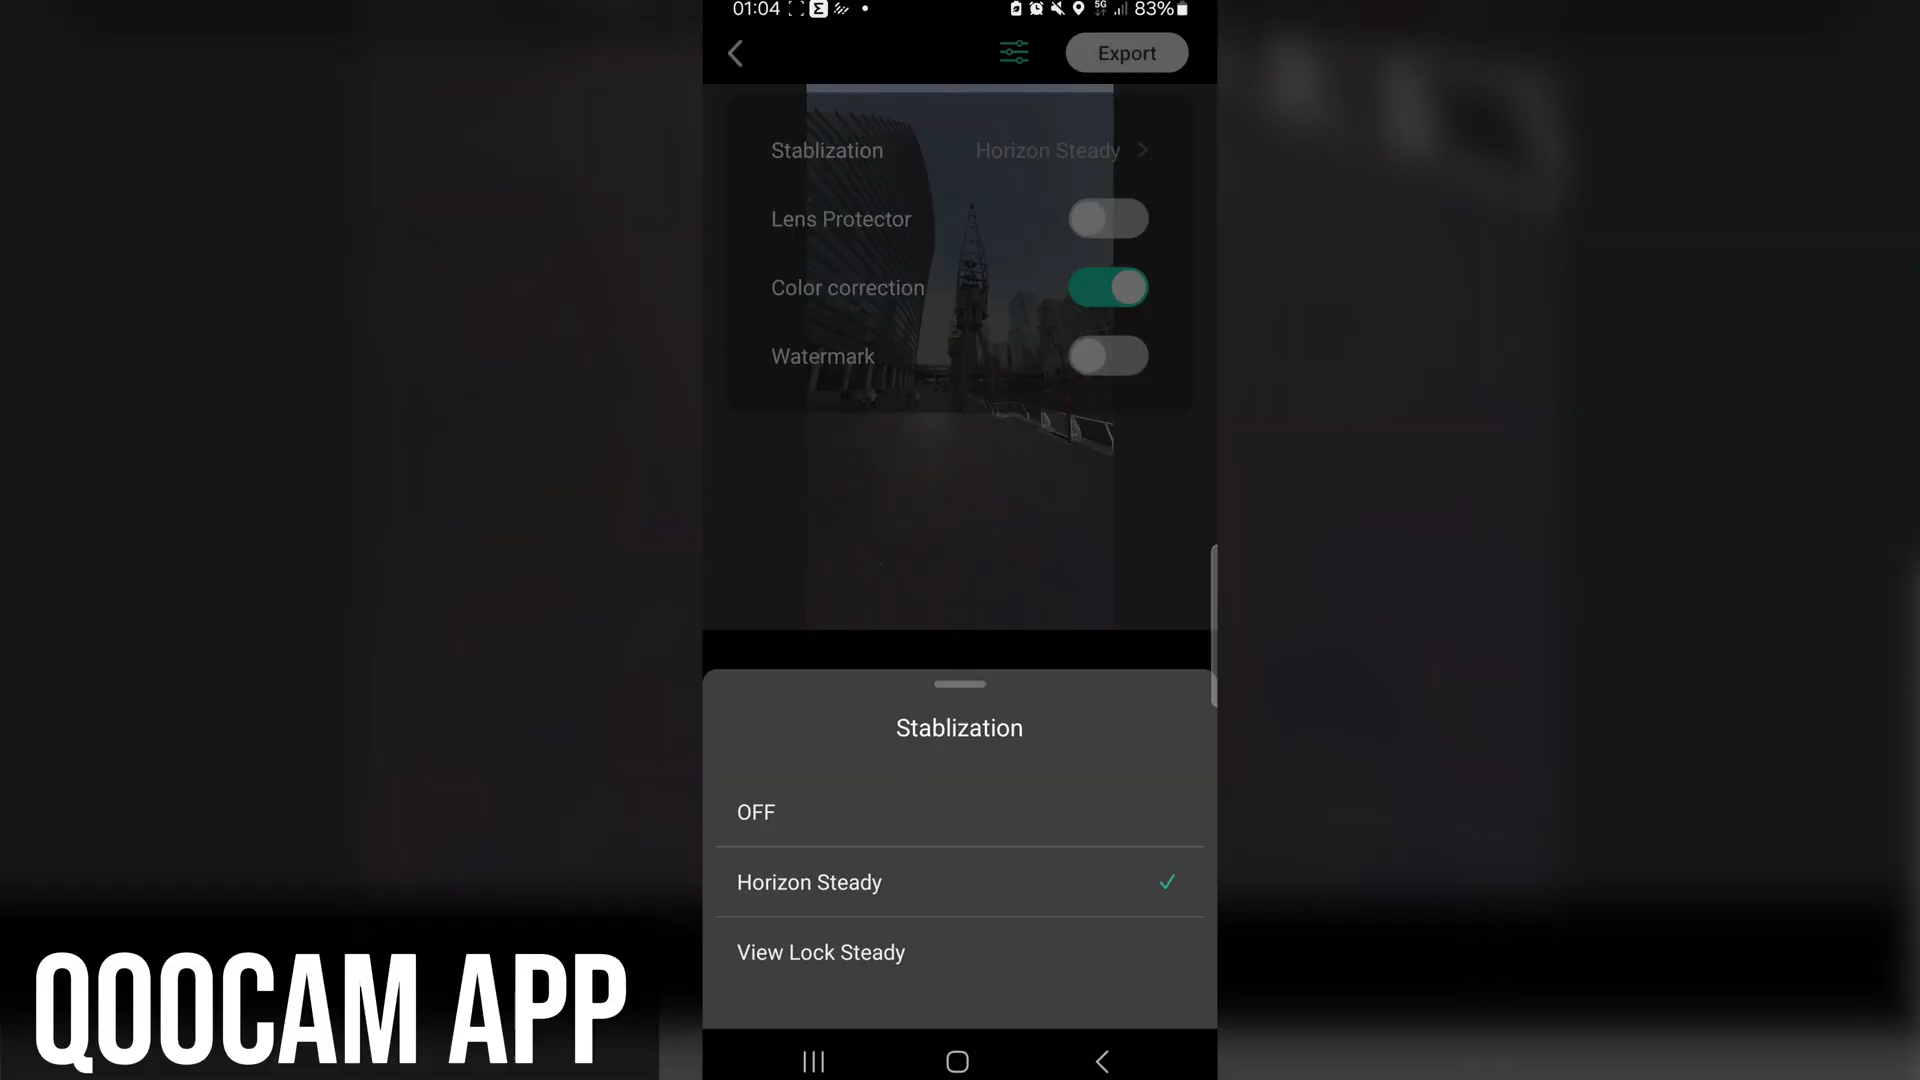 01:04 5G 83%
Export
Stablization Horizon Steady
Lens Protector
Color correction
Watermark
Stablization
OFF
Horizon Steady
View Lock Steady
QOOCAM APP